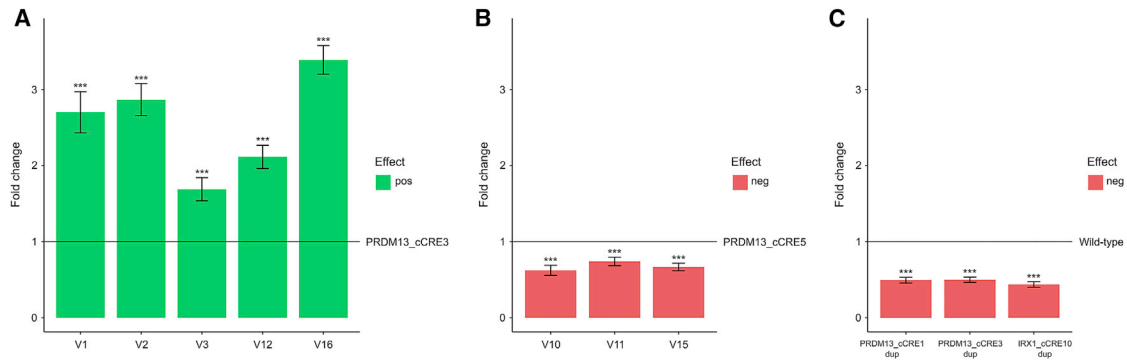 A
Fold change
3
2
1
0
***
***
***
***
***
V1
V2
V3
V12
V16
Effect
pos
PRDM13_cCRE3
B
Fold change
3
2
1
0
***
***
***
V10
V11
V15
Effect
neg
PRDM13_cCRE5
C
Fold change
3
2
1
0
***
***
***
PRDM13_cCRE1
dup
PRDM13_cCRE3
dup
IRX1_cCRE10
dup
Effect
neg
Wild-type